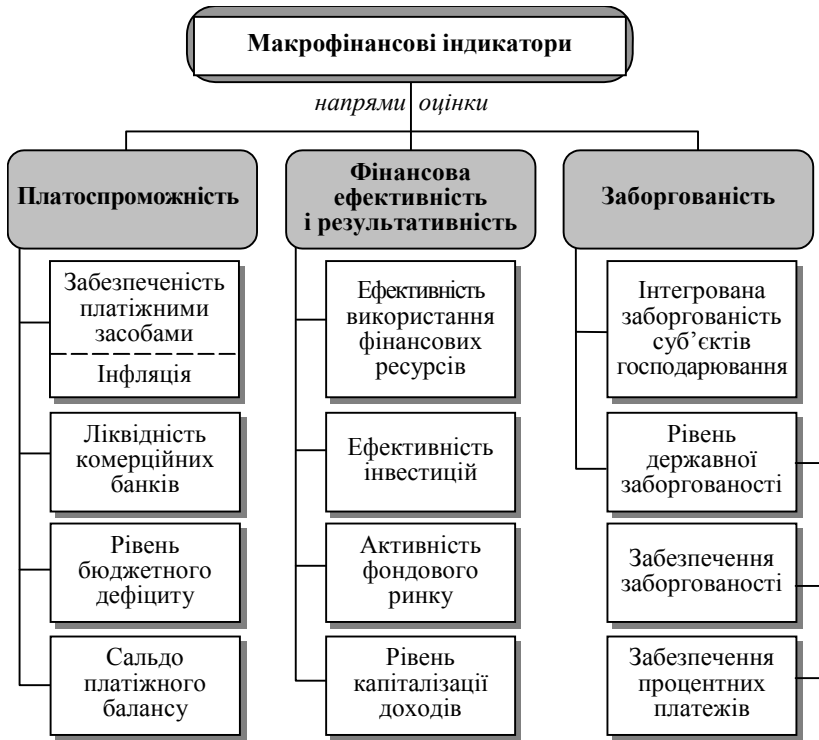 Макрофінансові індикатори
напрями оцінки
Платоспроможність
Забезпеченість
платіжними
засобами
Інфляція
Ліквідність
комерційних
банків
Рівень
бюджетного
дефіциту
Сальдо
платіжного
балансу
Фінансова
ефективність
і результативність
Ефективність
використання
фінансових
ресурсів
Ефективність
інвестицій
Активність
фондового
ринку
Рівень
капіталізації
доходів
Заборгованість
Інтегрована
заборгованість
суб’єктів
господарювання
Рівень
державної
заборгованості
Забезпечення
заборгованості
Забезпечення
процентних
платежів